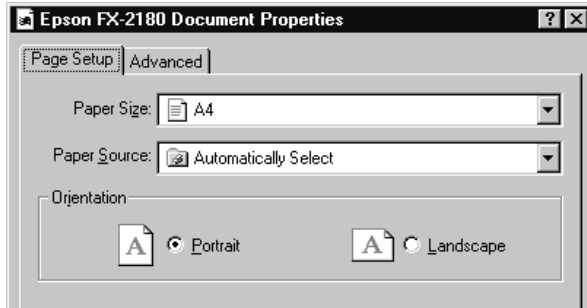 Epson FX-2180 Document Properties
Page Setup Advanced
Paper Size: A4
Paper Source: Automatically Select
Orientation
A Portrait A Landscape